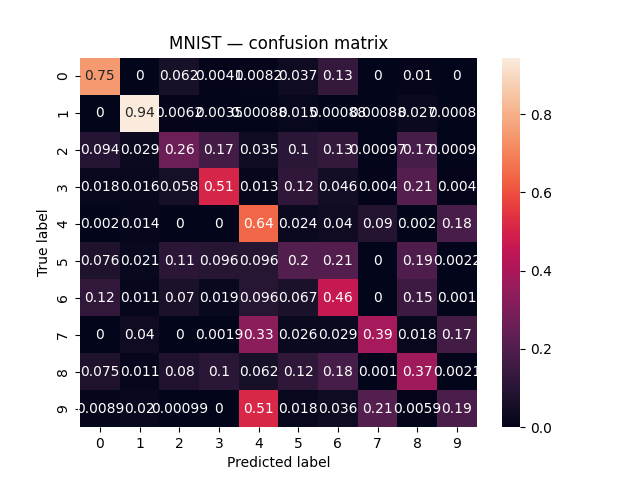 MNIST — confusion matrix
0 0.75 0 0.062 0.0041 0.0082 0.037 0.13 0 0.01 0
1 0 0.94 0.0062 0.0035 0.00088 0.015 0.00088 0.00088 0.027
2 0.094 0.029 0.26 0.17 0.035 0.1 0.13 0.00097 0.17
3 0.018 0.016 0.058 0.51 0.013 0.12 0.046 0.004 0.21 0.004
4 0.002 0.014 0 0 0.64 0.024 0.04 0.09 0.002 0.18
5 0.076 0.021 0.11 0.096 0.096 0.2 0.21 0 0.19 0.0022
6 0.12 0.011 0.07 0.019 0.096 0.067 0.46 0 0.15 0.001
7 0 0.04 0 0.0019 0.33 0.026 0.029 0.39 0.018 0.17
8 0.075 0.011 0.08 0.1 0.062 0.12 0.18 0.001 0.37 0.0021
9 0.0089 0.02 0.00099 0 0.51 0.018 0.036 0.21 0.0059 0.19
0 1 2 3 4 5 6 7 8 9
Predicted label
True label
0.8
0.6
0.4
0.2
0.0